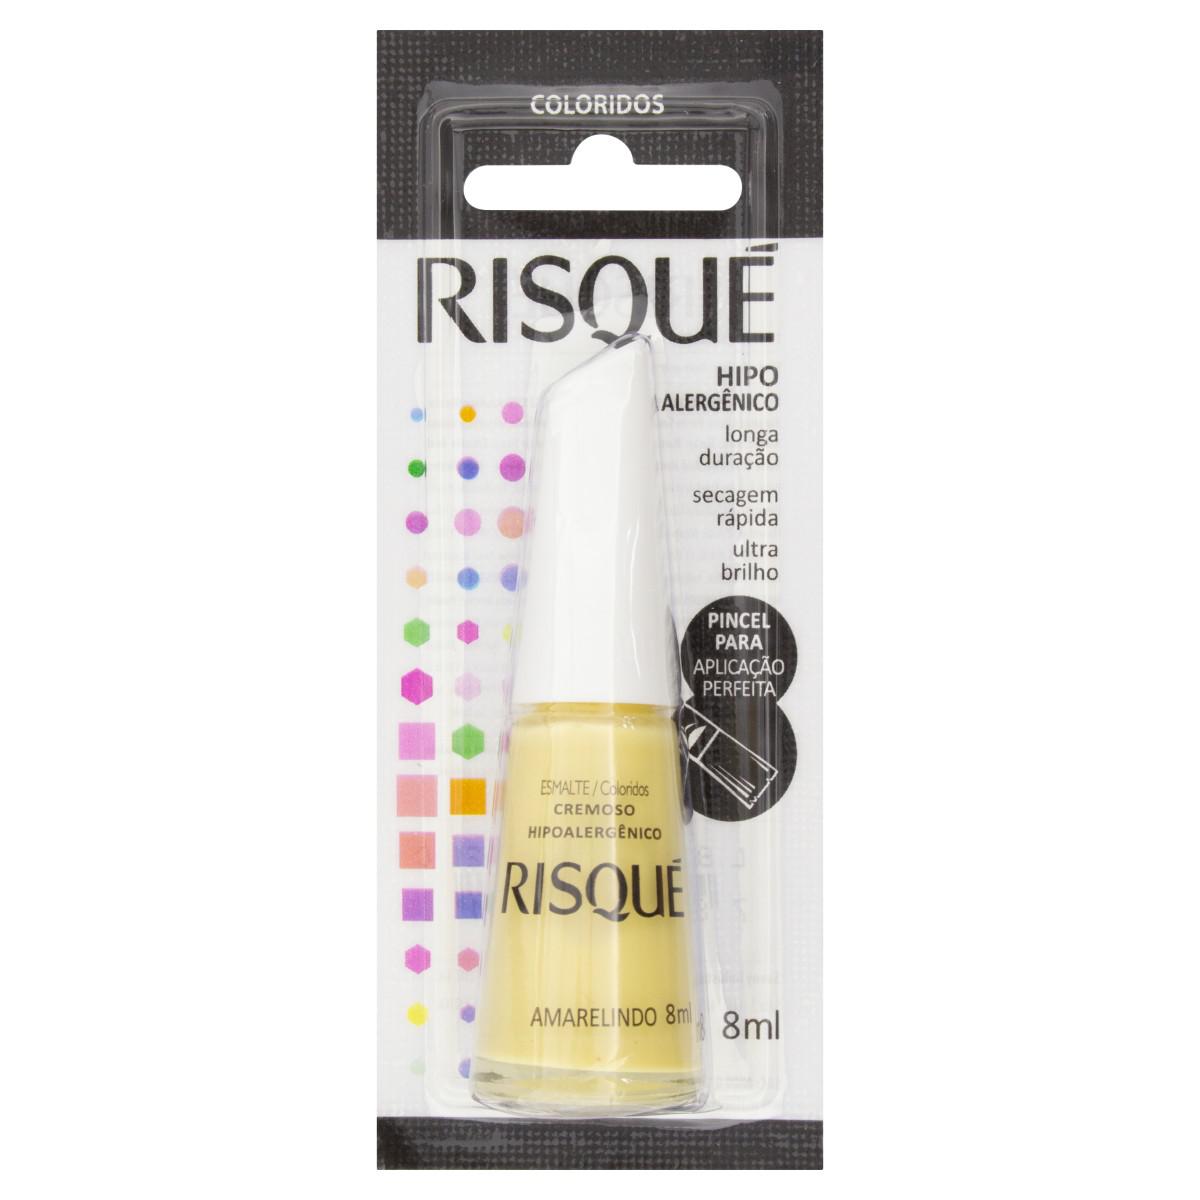 COLORIDOS
RISQUÉ
HIPO
ALERGÊNICO
longa
duração
secagem
rápida
ultra
brilho
PINCEL
PARA
APLICAÇÃO
PERFEITA
ESMALTE / Coloridos
CREMOSO
HIPOALERGÊNICO
RISQUÉ
AMARELINDO 8ml
8ml